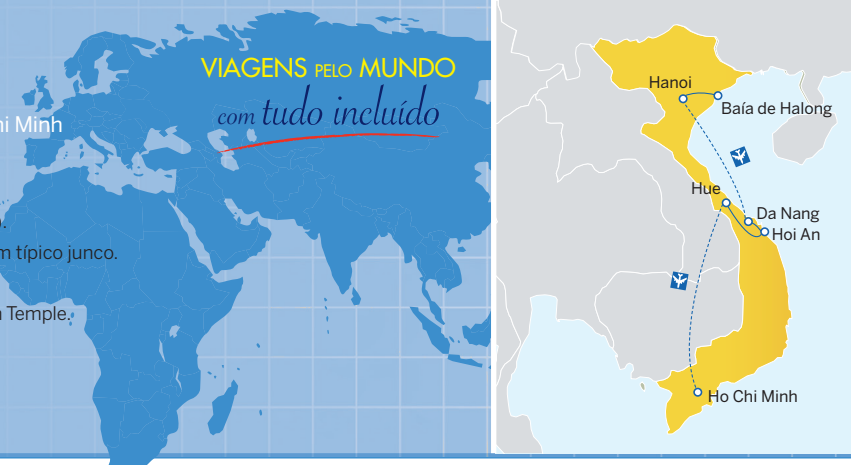 VIAGENS PELO MUNDO
com tudo incluído
hi Minh
m típico junco.
Temple.
Hanoi
Baía de Halong
Hue
Da Nang
Hoi An
Ho Chi Minh